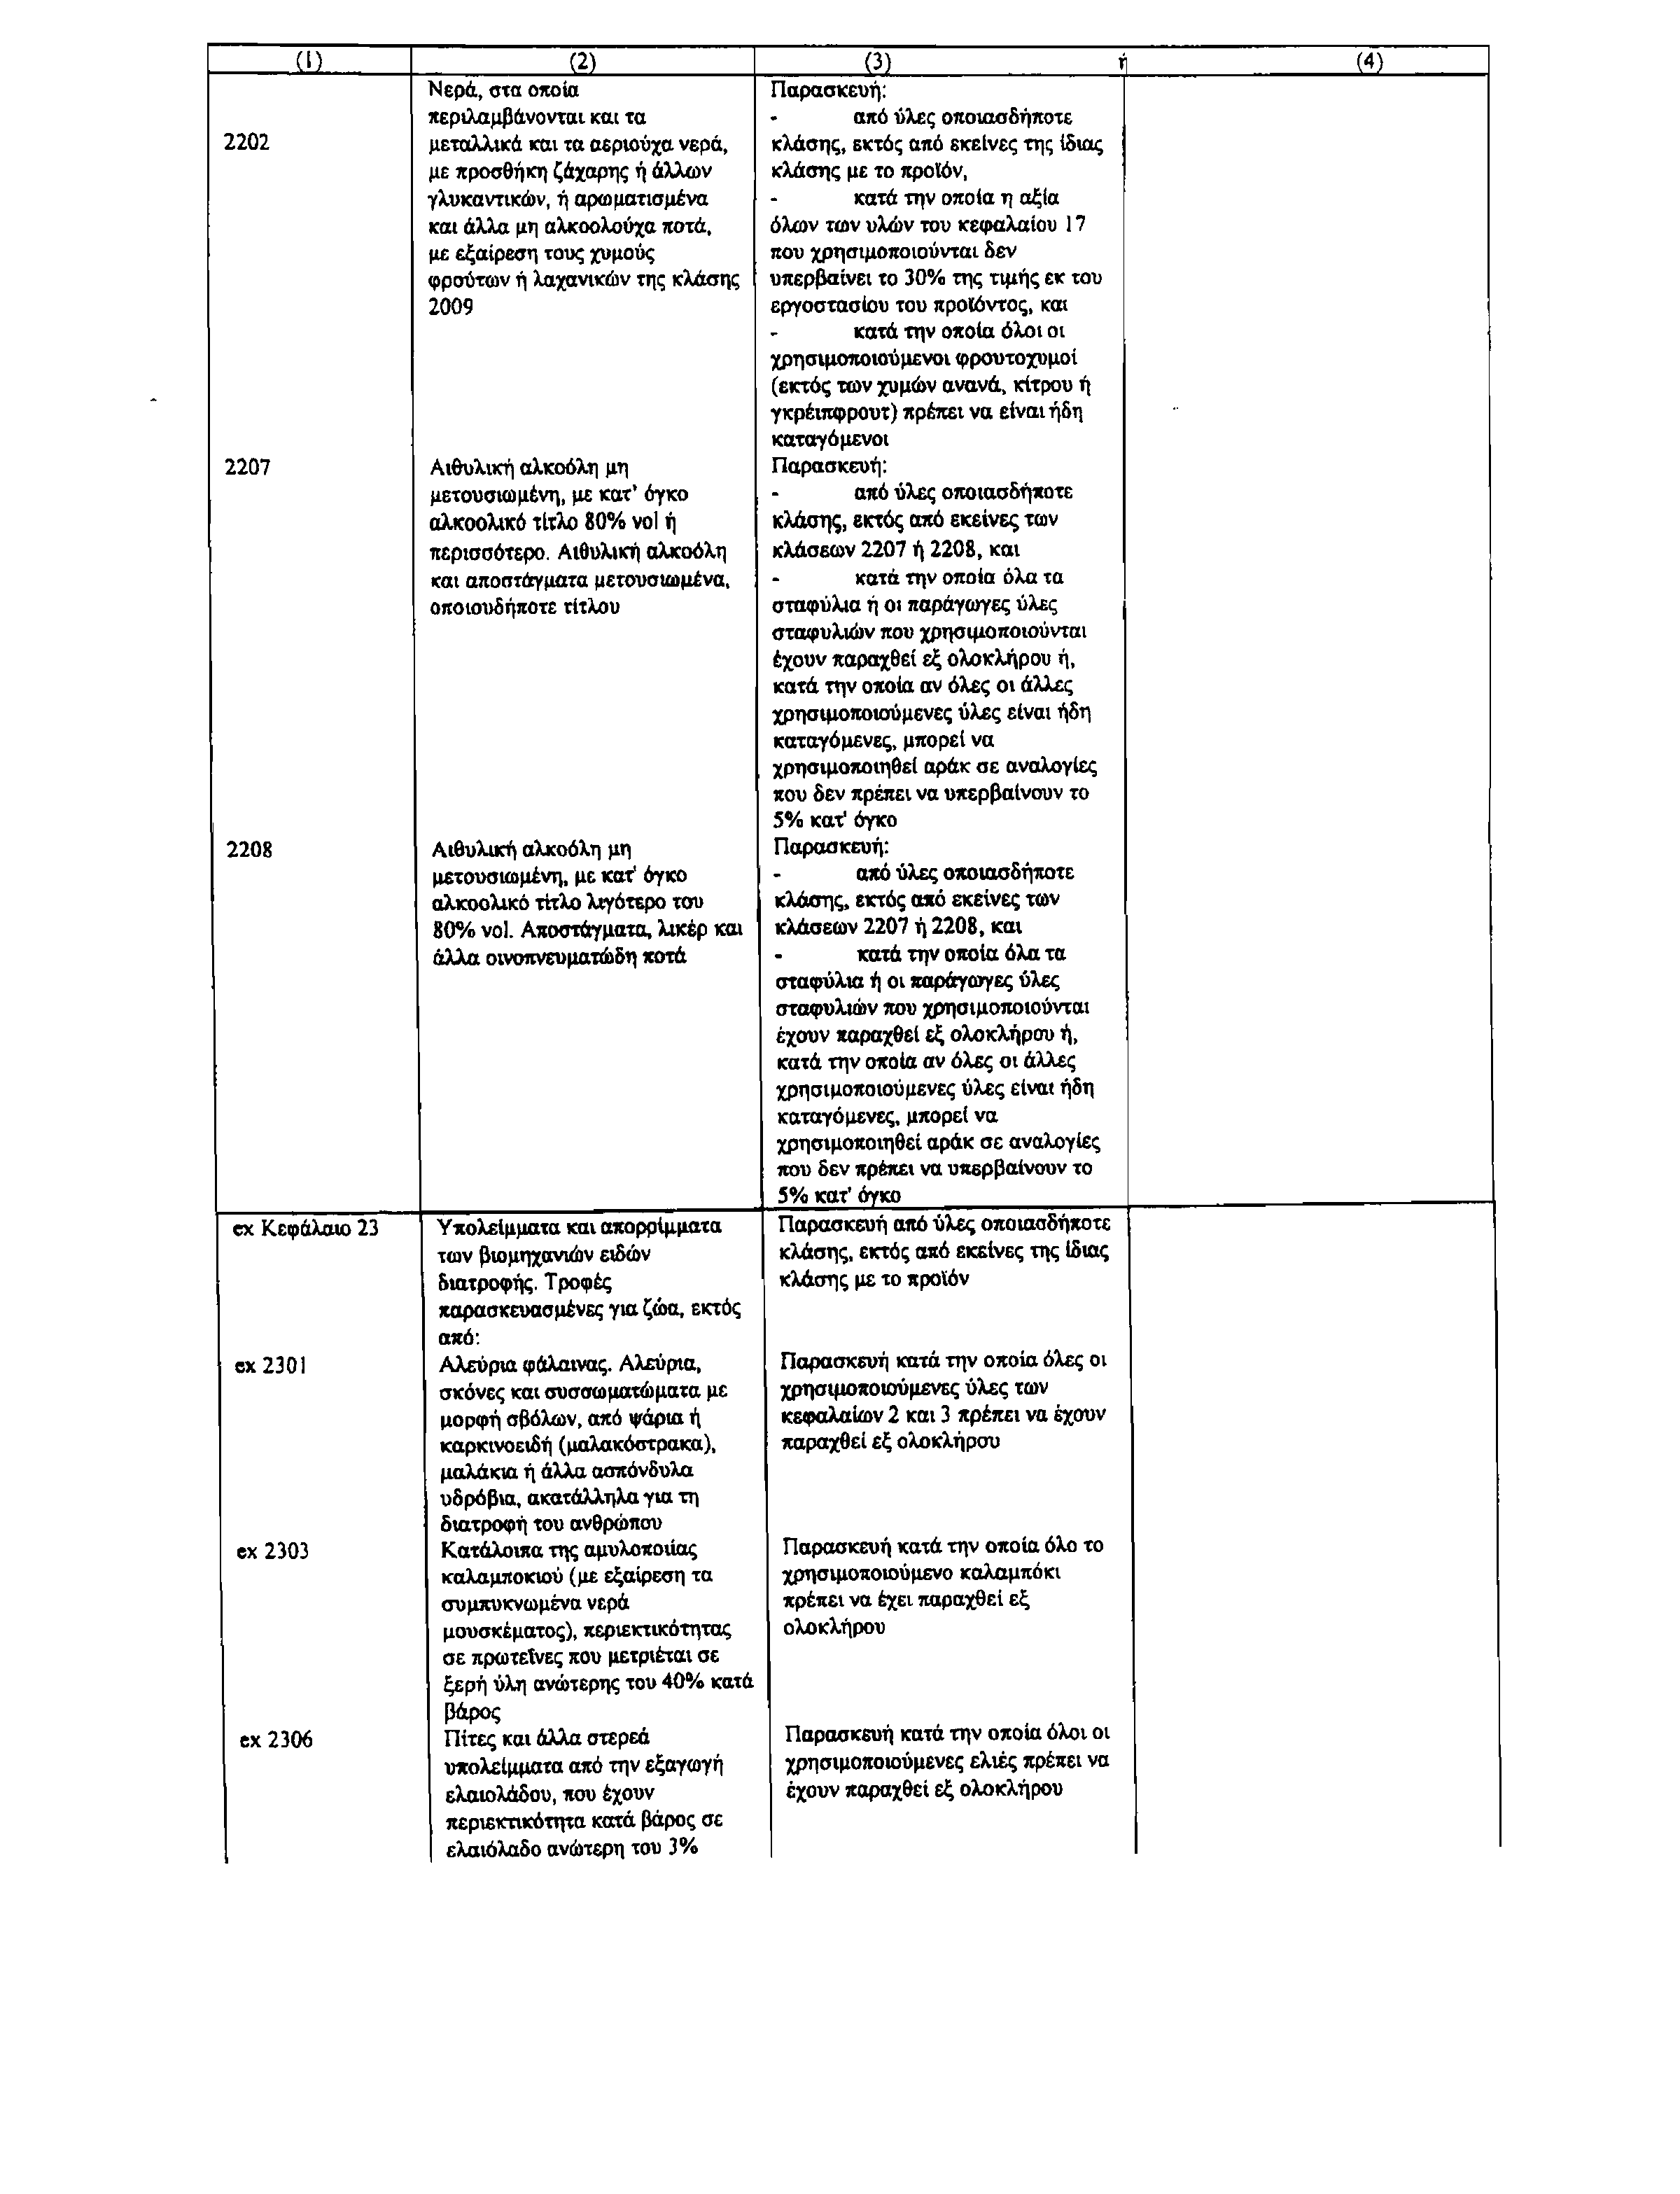 (1) (2) (3) ή (4)
2202
Νερά, στα οποία
περιλαμβάνονται και τα
μεταλλικά και τα αεριούχα νερά,
με προσθήκη ζάχαρης ή άλλων
γλυκαντικών, ή αρωματισμένα
και άλλα μη αλκοολούχα ποτά,
με εξαίρεση τους χυμούς
φρούτων ή λαχανικών της κλάσης
2009
Παρασκευή:
- από ύλες οποιασδήποτε
κλάσης, εκτός από εκείνες της ίδιας
κλάσης με το προϊόν,
- κατά την οποία η αξία
όλων των υλών του κεφαλαίου 17
που χρησιμοποιούνται δεν
υπερβαίνει το 30% της τιμής εκ του
εργοστασίου του προϊόντος, και
- κατά την οποία όλοι οι
χρησιμοποιούμενοι φρουτοχυμοί
(εκτός των χυμών ανανά, κίτρου ή
γκρέιπφρουτ) πρέπει να είναι ήδη
καταγόμενοι
2207
Αιθυλική αλκοόλη μη
μετουσιωμένη, με κατ' όγκο
αλκοολικό τίτλο 80% vol ή
περισσότερο. Αιθυλική αλκοόλη
και αποστάγματα μετουσιωμένα,
οποιουδήποτε τίτλου
Παρασκευή:
- από ύλες οποιασδήποτε
κλάσης, εκτός από εκείνες των
κλάσεων 2207 ή 2208, και
- κατά την οποία όλα τα
σταφύλια ή οι παράγωγες ύλες
σταφυλιών που χρησιμοποιούνται
έχουν παραχθεί εξ ολοκλήρου ή,
κατά την οποία αν όλες οι άλλες
χρησιμοποιούμενες ύλες είναι ήδη
καταγόμενες, μπορεί να
χρησιμοποιηθεί αράκ σε αναλογίες
που δεν πρέπει να υπερβαίνουν το
5% κατ' όγκο
2208
Αιθυλική αλκοόλη μη
μετουσιωμένη, με κατ' όγκο
αλκοολικό τίτλο λιγότερο του
80% vol. Αποστάγματα, λικέρ και
άλλα οινοπνευματώδη ποτά
Παρασκευή:
- από ύλες οποιασδήποτε
κλάσης, εκτός από εκείνες των
κλάσεων 2207 ή 2208, και
- κατά την οποία όλα τα
σταφύλια ή οι παράγωγες ύλες
σταφυλιών που χρησιμοποιούνται
έχουν παραχθεί εξ ολοκλήρου ή,
κατά την οποία αν όλες οι άλλες
χρησιμοποιούμενες ύλες είναι ήδη
καταγόμενες, μπορεί να
χρησιμοποιηθεί αράκ σε αναλογίες
που δεν πρέπει να υπερβαίνουν το
5% κατ' όγκο
ex Κεφάλαιο 23
Υπολείμματα και απορρίμματα
των βιομηχανιών ειδών
διατροφής. Τροφές
παρασκευασμένες για ζώα, εκτός
από:
Παρασκευή από ύλες οποιασδήποτε
κλάσης, εκτός από εκείνες της ίδιας
κλάσης με το προϊόν
ex 2301
Αλεύρια φάλαινας. Αλεύρια,
σκόνες και συσσωματώματα με
μορφή σβόλων, από ψάρια ή
καρκινοειδή (μαλακόστρακα),
μαλάκια ή άλλα ασπόνδυλα
υδρόβια, ακατάλληλα για τη
διατροφή του ανθρώπου
Παρασκευή κατά την οποία όλες οι
χρησιμοποιούμενες ύλες των
κεφαλαίων 2 και 3 πρέπει να έχουν
παραχθεί εξ ολοκλήρου
ex 2303
Κατάλοιπα της αμυλοποιίας
καλαμποκιού (με εξαίρεση τα
συμπυκνωμένα νερά
μουσκέματος), περιεκτικότητας
σε πρωτεΐνες που μετριέται σε
ξερή ύλη ανώτερης του 40% κατά
βάρος
Παρασκευή κατά την οποία όλο το
χρησιμοποιούμενο καλαμπόκι
πρέπει να έχει παραχθεί εξ
ολοκλήρου
ex 2306
Πίτες και άλλα στερεά
υπολείμματα από την εξαγωγή
ελαιολάδου, που έχουν
περιεκτικότητα κατά βάρος σε
ελαιόλαδο ανώτερη του 3%
Παρασκευή κατά την οποία όλοι οι
χρησιμοποιούμενες ελιές πρέπει να
έχουν παραχθεί εξ ολοκλήρου